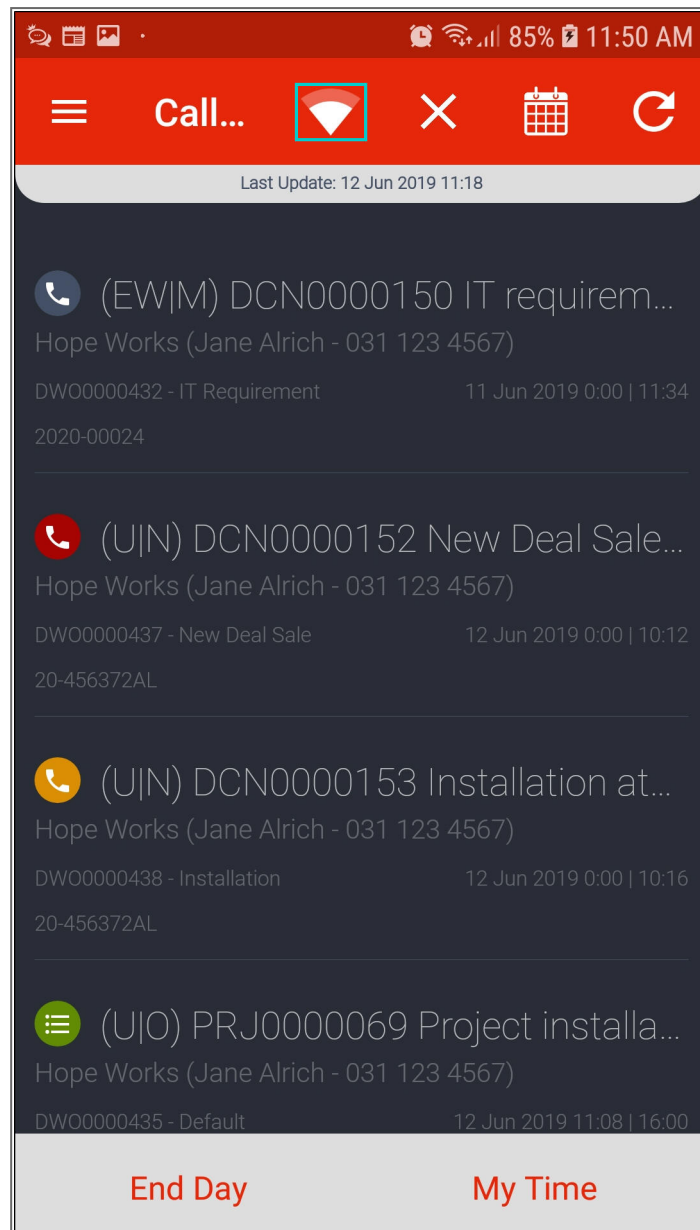 85% 11:50 AM
Call...
Last Update: 12 Jun 2019 11:18
(EW|M) DCN0000150 IT requirem...
Hope Works (Jane Alrich - 031 123 4567)
DWO0000432 - IT Requirement 11 Jun 2019 0:00 | 11:34
2020-00024
(U|N) DCN0000152 New Deal Sale...
Hope Works (Jane Alrich - 031 123 4567)
DWO0000437 - New Deal Sale 12 Jun 2019 0:00 | 10:12
20-456372AL
(U|N) DCN0000153 Installation at...
Hope Works (Jane Alrich - 031 123 4567)
DWO0000438 - Installation 12 Jun 2019 0:00 | 10:16
20-456372AL
(U|O) PRJ0000069 Project installa...
Hope Works (Jane Alrich - 031 123 4567)
DWO0000435 - Default 12 Jun 2019 11:08 | 16:00
End Day My Time